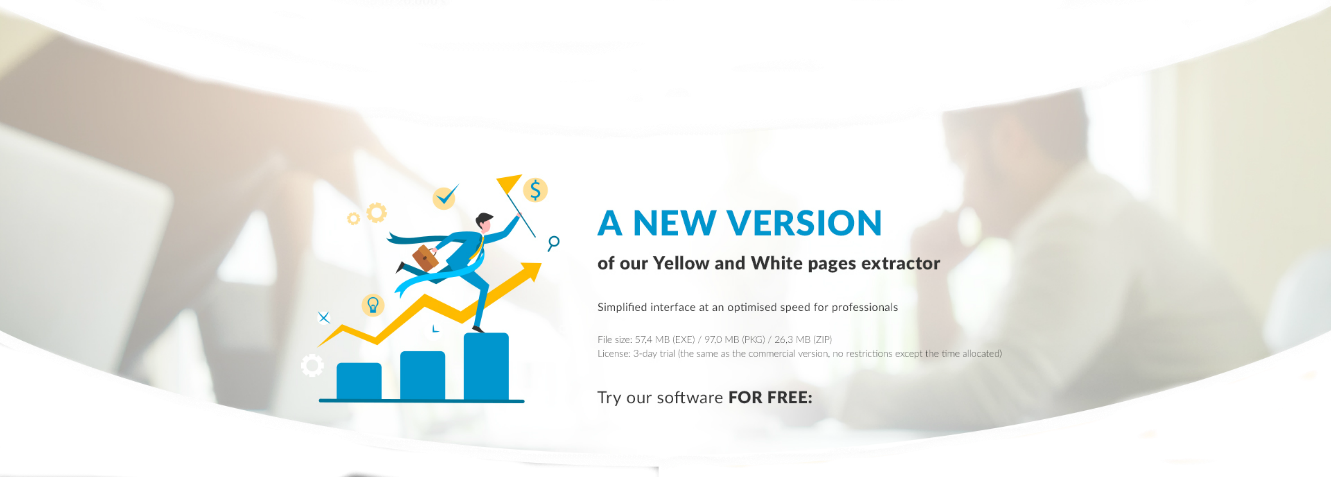 $
A NEW VERSION
of our Yellow and White pages extractor
Simplified interface at an optimised speed for professionals
File size: 57,4 MB (EXE) / 97,0 MB (PKG) / 26,3 MB (ZIP)
License: 3-day trial (the same as the commercial version, no restrictions except the time allocated)
Try our software FOR FREE: